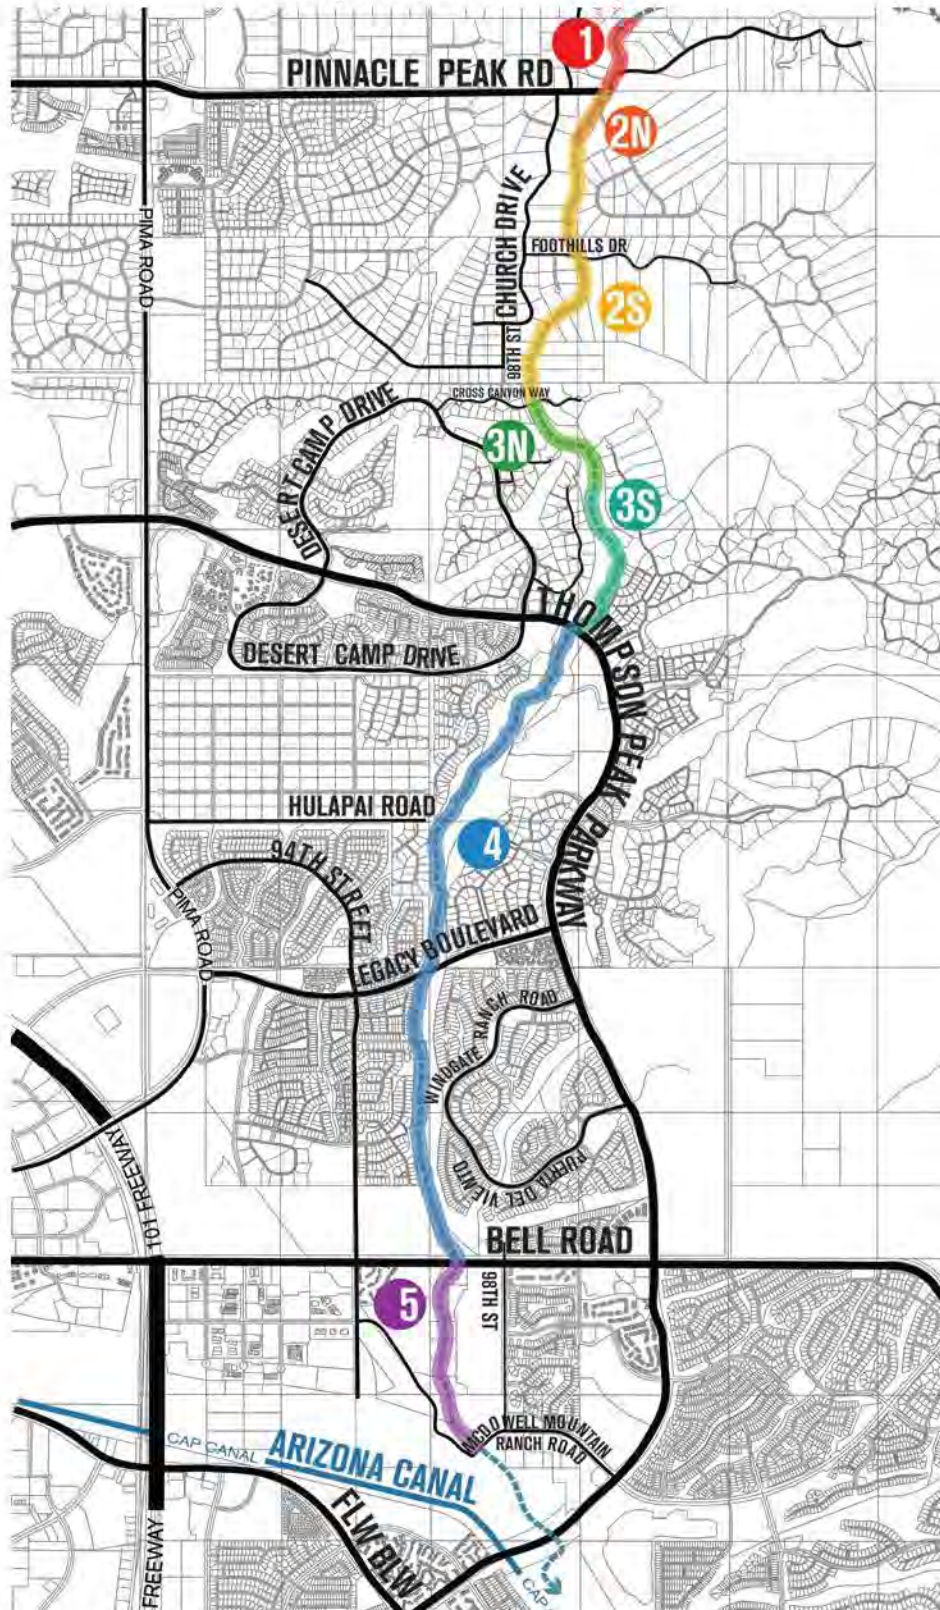 1
PINNACLE PEAK RD
2N
PIMA ROAD
CHURCH DRIVE
FOOTHILLS DR
2S
98TH ST
CROSS CANYON WAY
DESERT CAMP DRIVE
3N
3S
THOMPSON PEAK PARKWAY
DESERT CAMP DRIVE
HULAPAI ROAD
4
94TH STREET
PIMA ROAD
LEGACY BOULEVARD
WINDGATE RANCH ROAD
101 FREEWAY
PUERTA DEL VIENTO
BELL ROAD
5
98TH ST
MCDOWELL MOUNTAIN
RANCH ROAD
CAP CANAL
ARIZONA CANAL
FLW BLW
FREEWAY
CAP